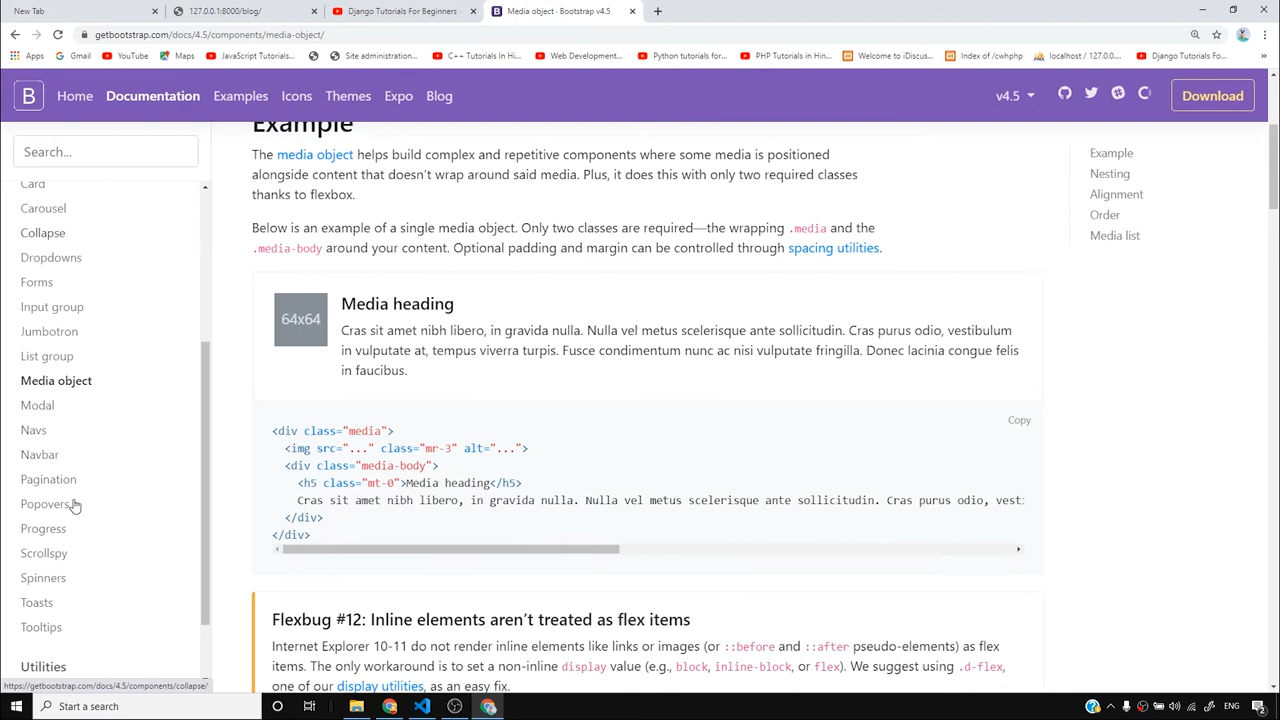 New Tab
127.0.0.1:8000/blog/
Django Tutorials For Beginners -
Media object · Bootstrap v4.5
getbootstrap.com/docs/4.5/components/media-object/
Apps
Gmail
YouTube
Maps
JavaScript Tutorials...
Site administration...
C++ Tutorials In Hi...
Web Development...
Python tutorials for...
PHP Tutorials in Hin...
Welcome to iDiscus...
Index of /cwhphp
localhost / 127.0.0...
Django Tutorials Fo...
B
Home
Documentation
Examples
Icons
Themes
Expo
Blog
v4.5
Download
Search...
Card
Carousel
Collapse
Dropdowns
Forms
Input group
Jumbotron
List group
Media object
Modal
Navs
Navbar
Pagination
Popovers
Progress
Scrollspy
Spinners
Toasts
Tooltips
Utilities
https://getbootstrap.com/docs/4.5/components/collapse/
Example
The media object helps build complex and repetitive components where some media is positioned
alongside content that doesn't wrap around said media. Plus, it does this with only two required classes
thanks to flexbox.
Below is an example of a single media object. Only two classes are required—the wrapping .media and the
.media-body around your content. Optional padding and margin can be controlled through spacing utilities.
64x64
Media heading
Cras sit amet nibh libero, in gravida nulla. Nulla vel metus scelerisque ante sollicitudin. Cras purus odio, vestibulum
in vulputate at, tempus viverra turpis. Fusce condimentum nunc ac nisi vulputate fringilla. Donec lacinia congue felis
in faucibus.
Copy
<div class="media">
<img src="..." class="mr-3" alt="...">
<div class="media-body">
<h5 class="mt-0">Media heading</h5>
Cras sit amet nibh libero, in gravida nulla. Nulla vel metus scelerisque ante sollicitudin. Cras purus odio, vesti
</div>
</div>
Flexbug #12: Inline elements aren't treated as flex items
Internet Explorer 10-11 do not render inline elements like links or images (or ::before and ::after pseudo-elements) as flex
items. The only workaround is to set a non-inline display value (e.g., block, inline-block, or flex). We suggest using .d-flex,
one of our display utilities, as an easy fix.
Example
Nesting
Alignment
Order
Media list
Start a search
ENG
2